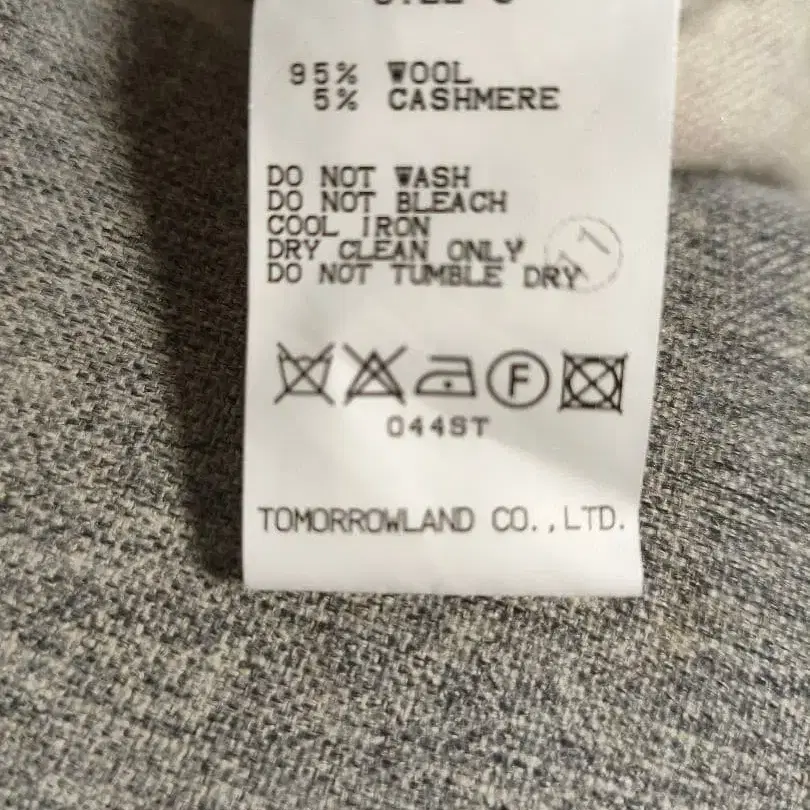 95% WOOL
5% CASHMERE
DO NOT WASH
DO NOT BLEACH
COOL IRON
DRY CLEAN ONLY
DO NOT TUMBLE DRY
F
044ST
TOMORROWLAND CO.,LTD.